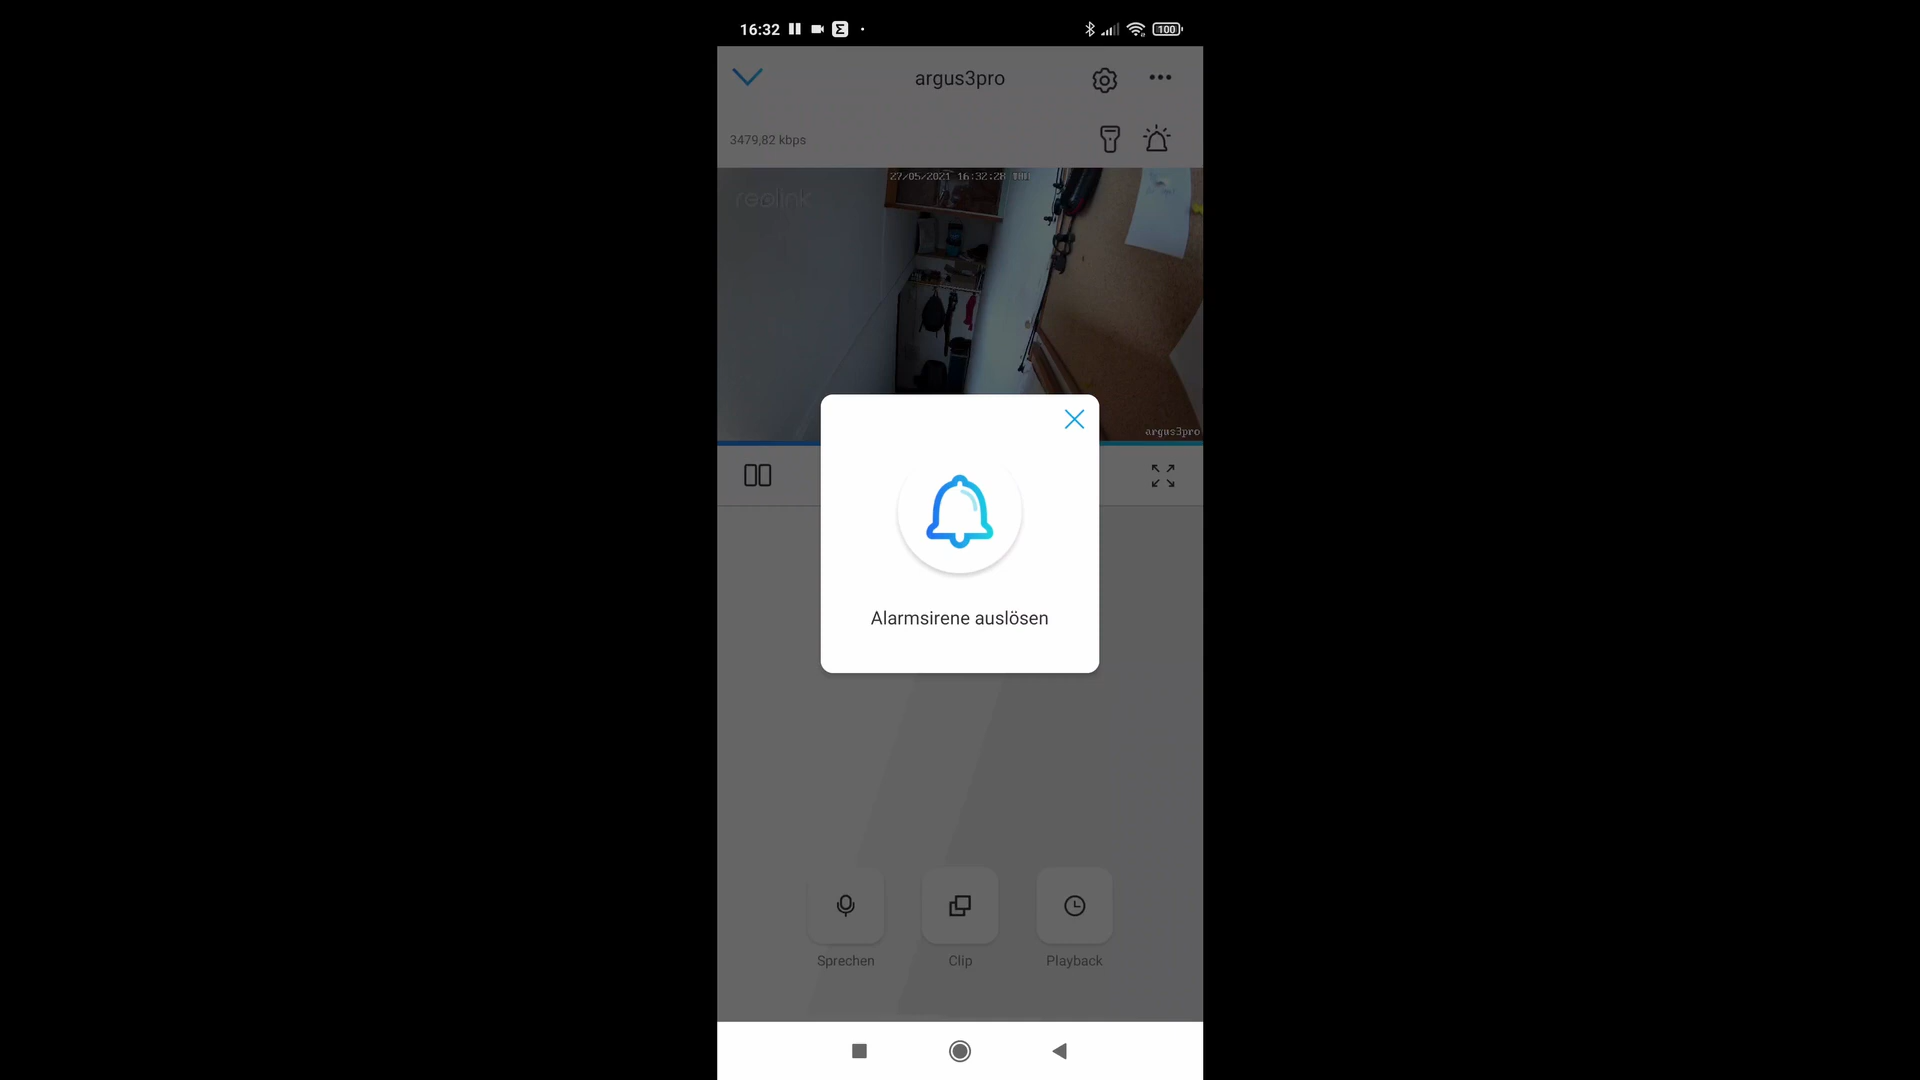 16:32
100
argus3pro
3479,82 kbps
27/05/2021 16:32:28 THU
reolink
argus3pro
Alarmsirene auslösen
Sprechen
Clip
Playback